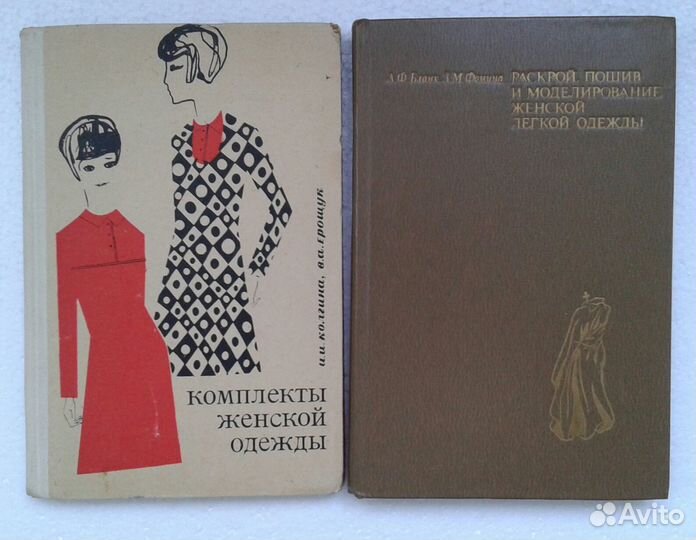 и.и. колгина, в.а. грощук
комплекты
женской
одежды
А.Ф. Бланк З.М. Фомина
РАСКРОЙ, ПОШИВ
И МОДЕЛИРОВАНИЕ
ЖЕНСКОЙ
ЛЕГКОЙ ОДЕЖДЫ
Avito